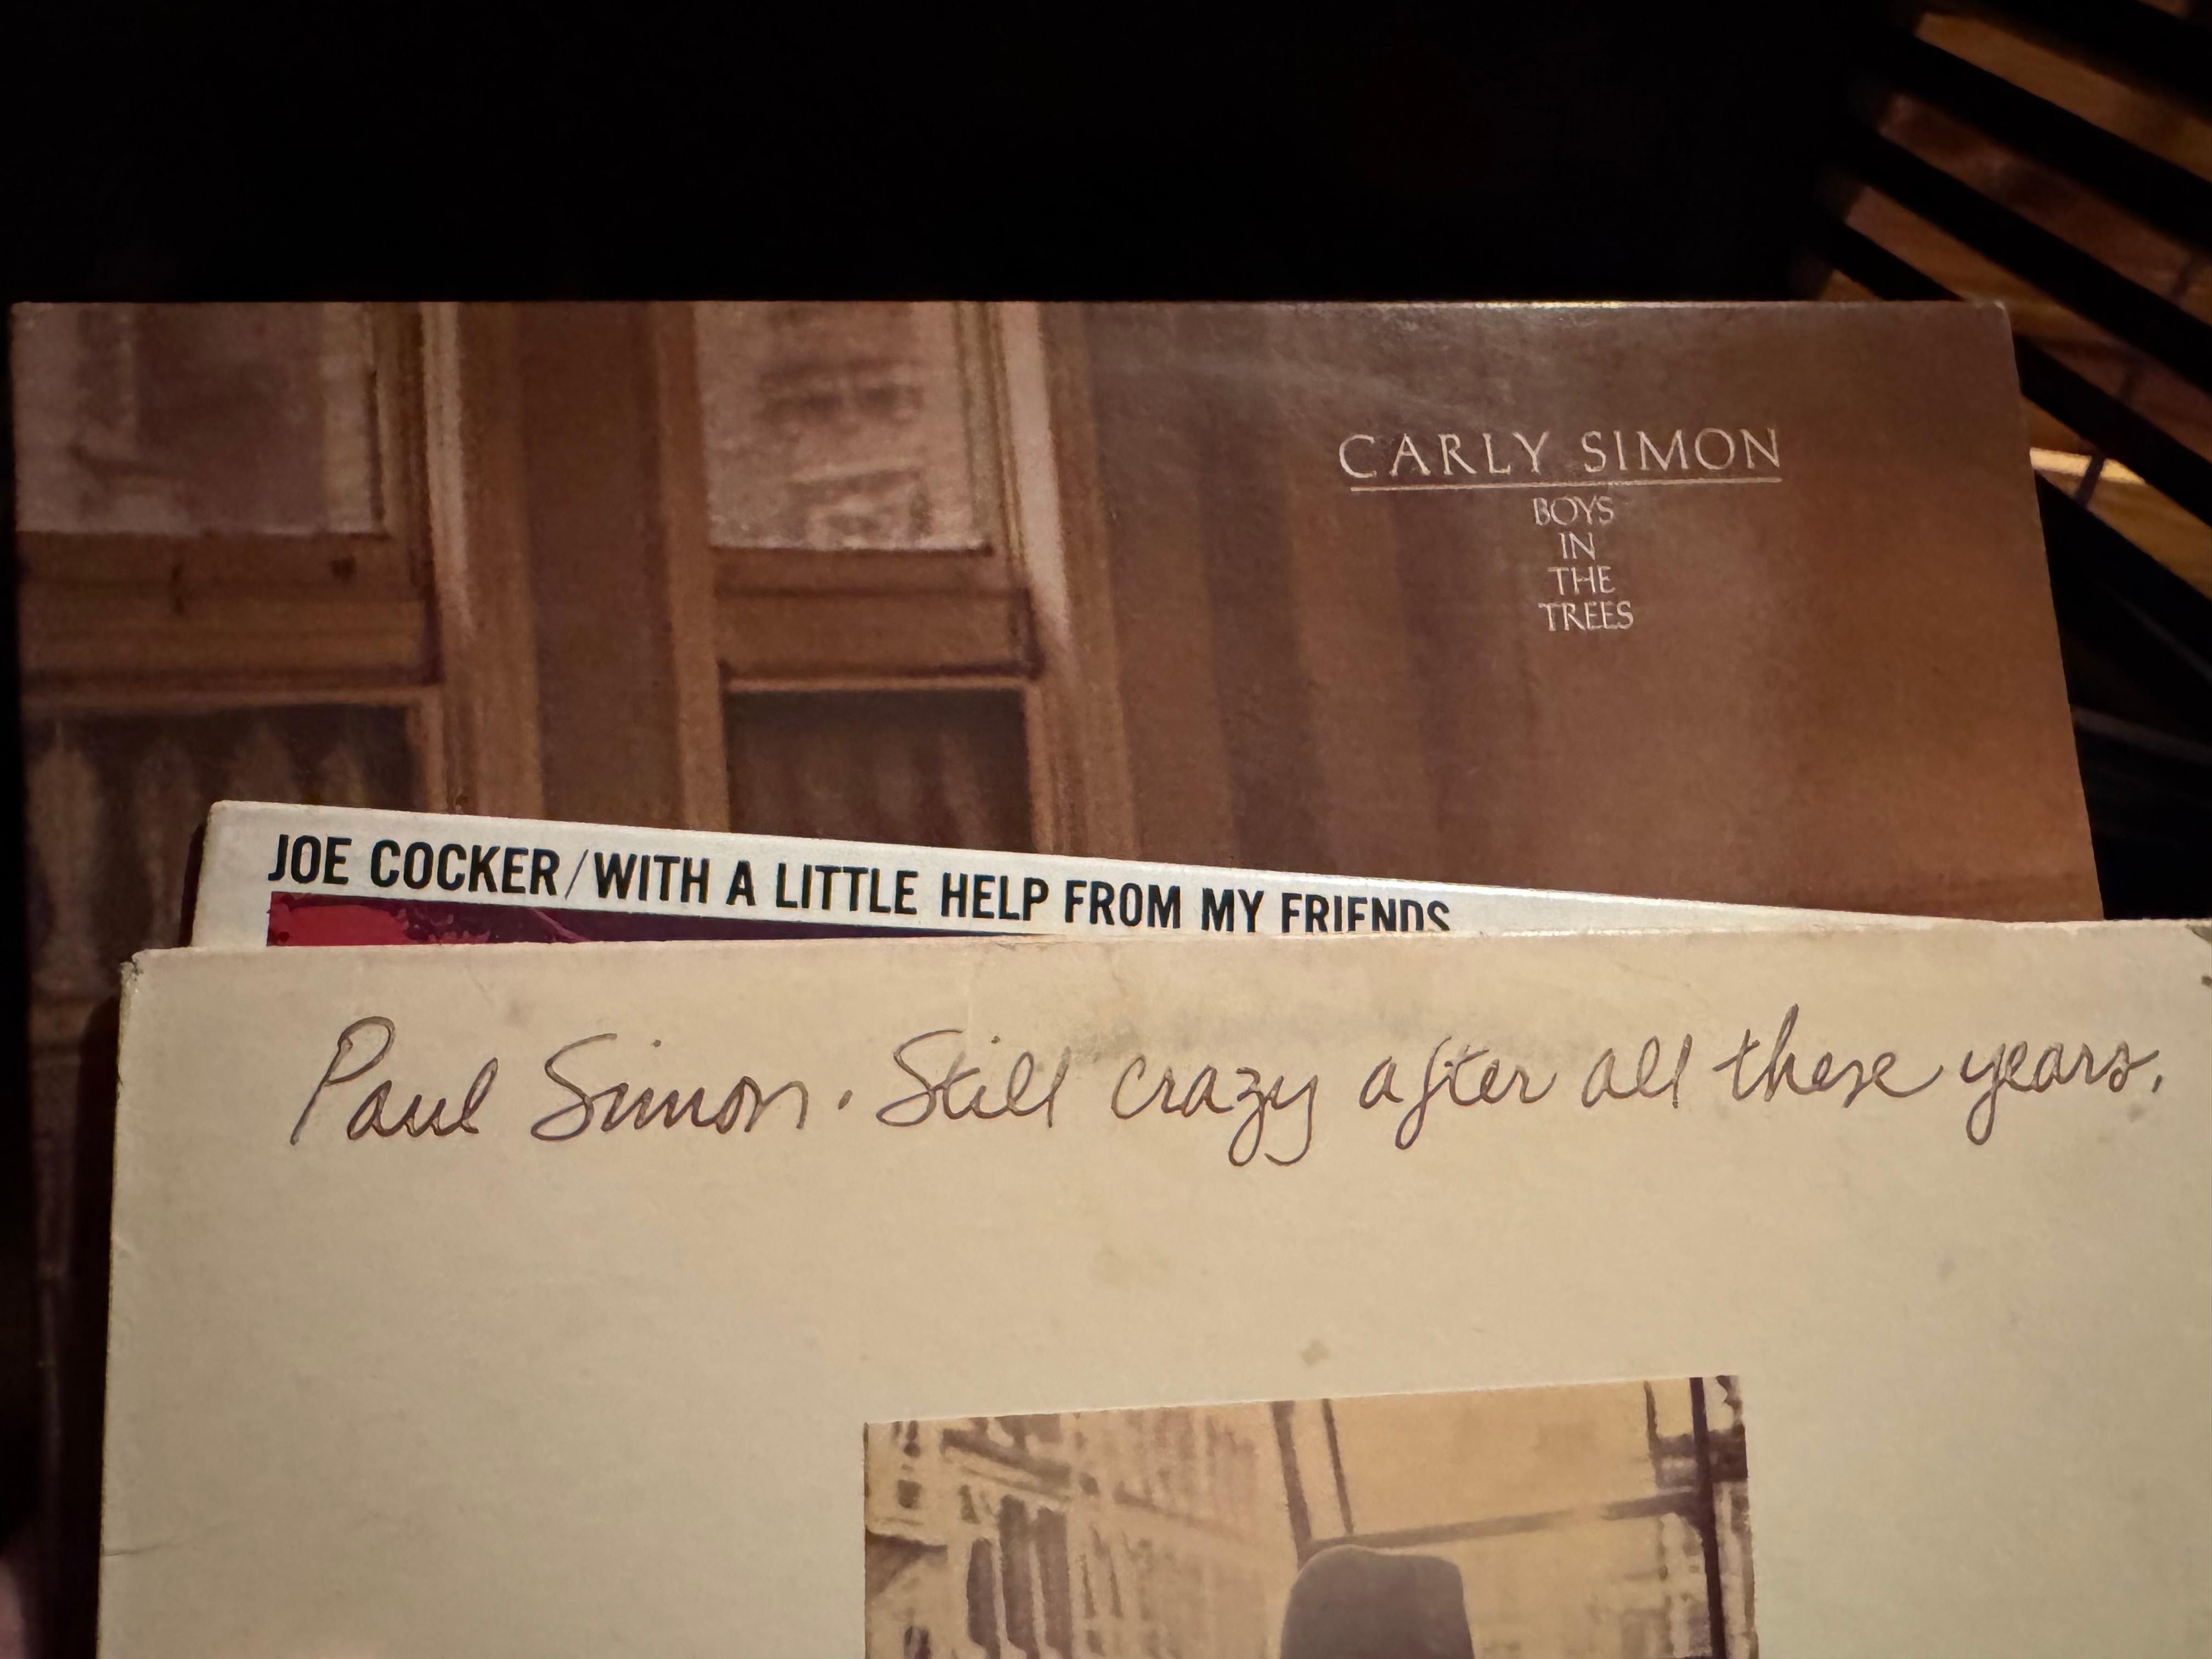 CARLY SIMON
BOYS
IN
THE
TREES
JOE COCKER/WITH A LITTLE HELP FROM MY FRIENDS
Paul Simon. Still crazy after all these years.